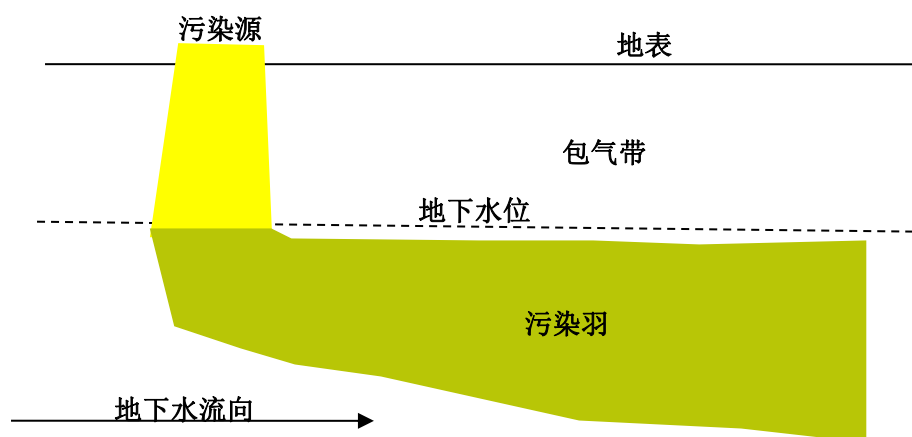 污染源
地表
包气带
地下水位
污染羽
地下水流向